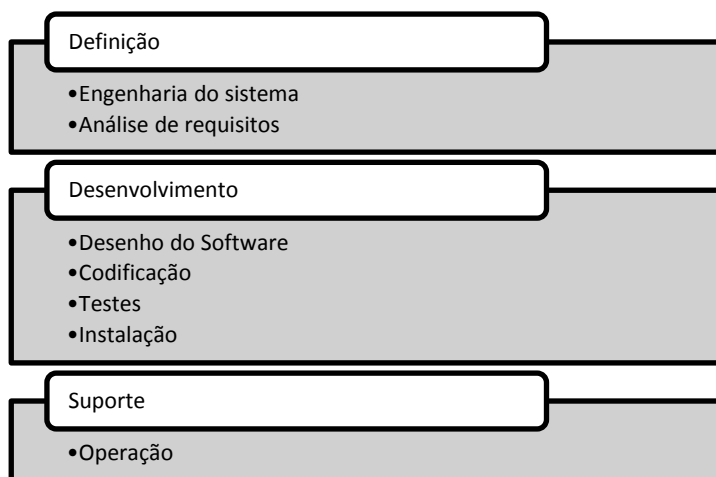 Definição
•Engenharia do sistema
•Análise de requisitos
Desenvolvimento
•Desenho do Software
•Codificação
•Testes
•Instalação
Suporte
•Operação